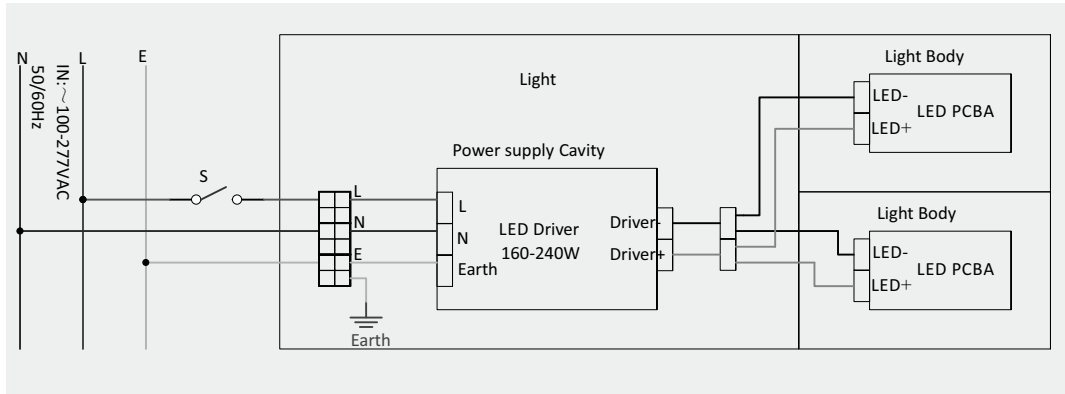 N
L
E
IN:～100-277VAC
50/60Hz
S
Light
Power supply Cavity
L
N
E
Earth
L
N
Earth
LED Driver
160-240W
Driver-
Driver+
Light Body
LED-
LED+
LED PCBA
Light Body
LED-
LED+
LED PCBA